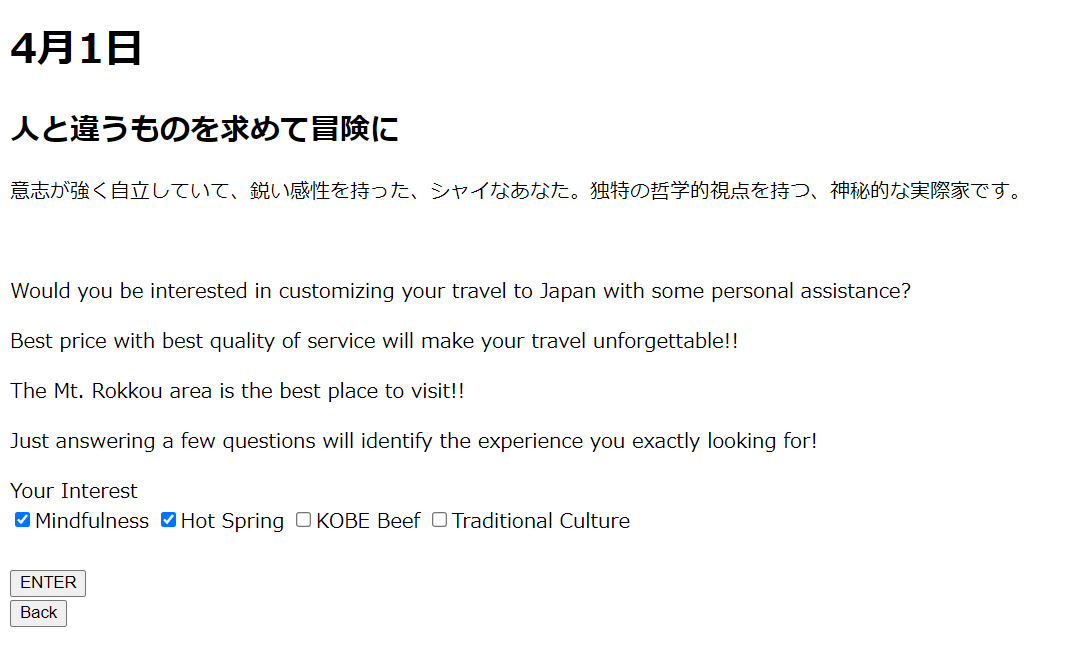 4月1日
人と違うものを求めて冒険に
意志が強く自立していて、鋭い感性を持った、シャイなあなた。独特の哲学的視点を持つ、神秘的な実際家です。
Would you be interested in customizing your travel to Japan with some personal assistance?
Best price with best quality of service will make your travel unforgettable!!
The Mt. Rokkou area is the best place to visit!!
Just answering a few questions will identify the experience you exactly looking for!
Your Interest
Mindfulness Hot Spring KOBE Beef Traditional Culture
ENTER
Back